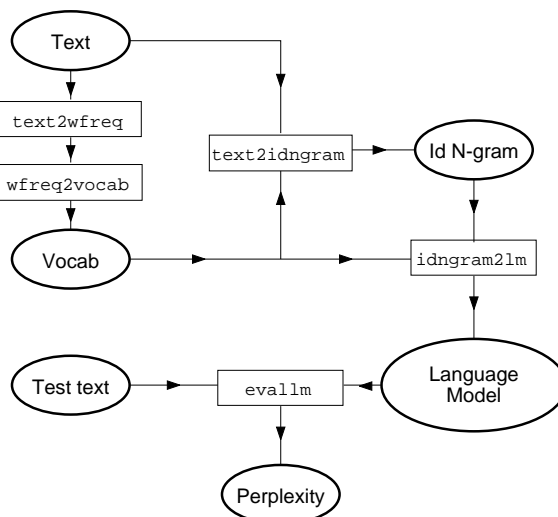 Text
text2wfreq
text2idngram
Id N-gram
wfreq2vocab
Vocab
idngram2lm
Test text
evallm
Language
Model
Perplexity